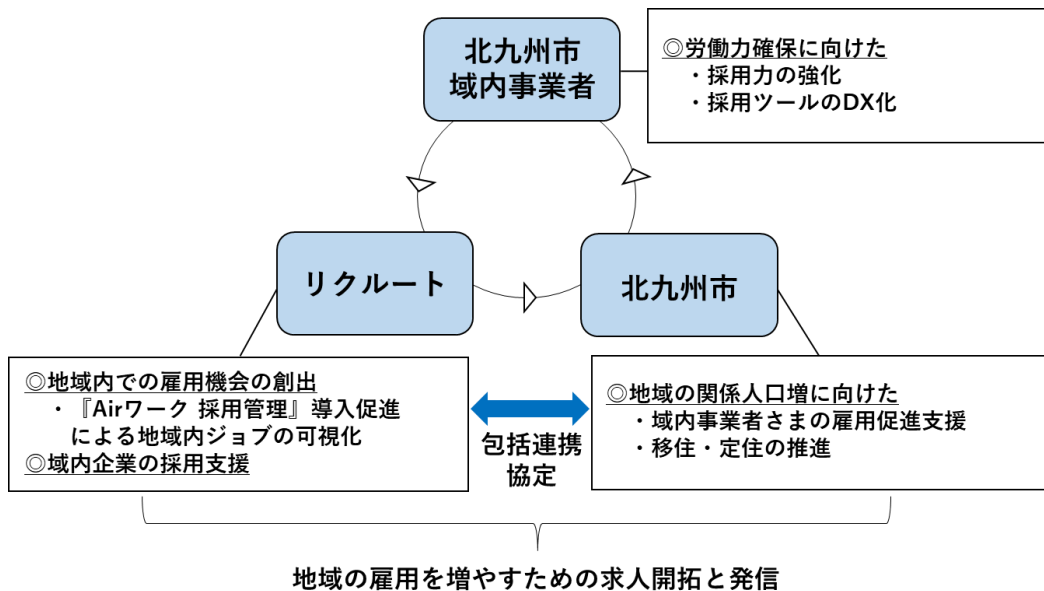 北九州市
域内事業者
◎労働力確保に向けた
・採用力の強化
・採用ツールのDX化
リクルート
北九州市
◎地域内での雇用機会の創出
・『Airワーク 採用管理』導入促進
による地域内ジョブの可視化
◎域内企業の採用支援
包括連携
協定
◎地域の関係人口増に向けた
・域内事業者さまの雇用促進支援
・移住・定住の推進
地域の雇用を増やすための求人開拓と発信